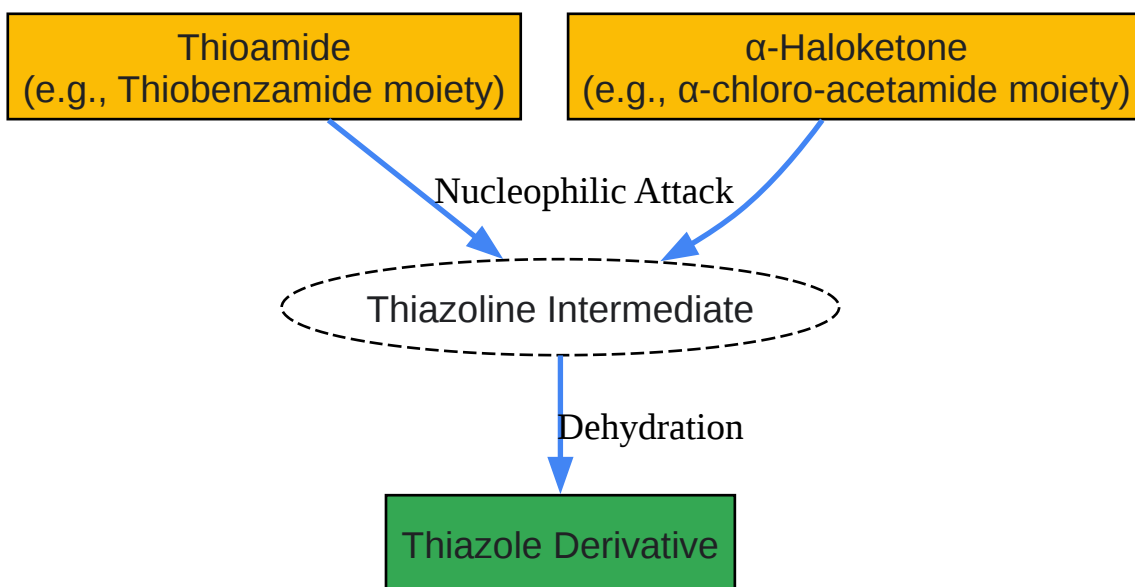 Thioamide
(e.g., Thiobenzamide moiety)
α-Haloketone
(e.g., α-chloro-acetamide moiety)
Nucleophilic Attack
Thiazoline Intermediate
Dehydration
Thiazole Derivative